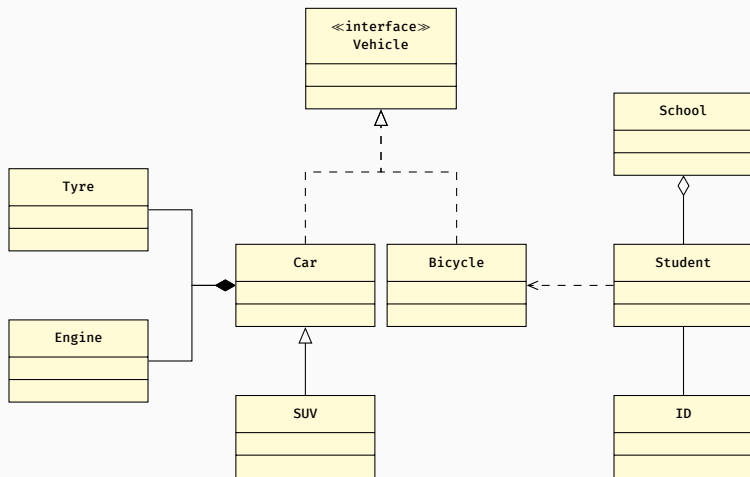 ≪interface≫
Vehicle
School
Tyre
Car
Bicycle
Student
Engine
SUV
ID